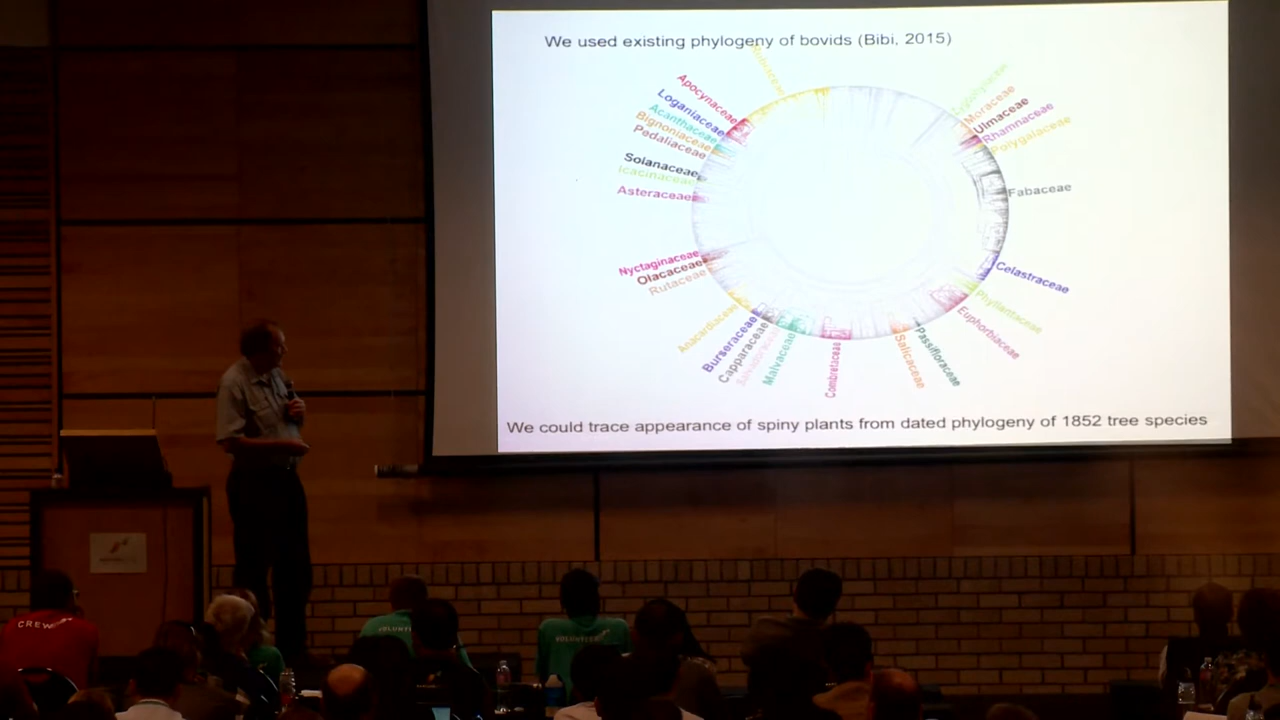 We used existing phylogeny of bovids (Bibi, 2015)
Apocynaceae
Loganiaceae
Acanthaceae
Bignoniaceae
Pedaliaceae
Solanaceae
Icacinaceae
Asteraceae
Nyctaginaceae
Olacaceae
Rutaceae
Anacardiaceae
Burseraceae
Capparaceae
Malvaceae
Combretaceae
Salicaceae
Passifloraceae
Euphorbiaceae
Phyllantaceae
Celastraceae
Fabaceae
Polygalaceae
Rhamnaceae
Ulmaceae
Moraceae
We could trace appearance of spiny plants from dated phylogeny of 1852 tree species
CREW
VOLUNTEER